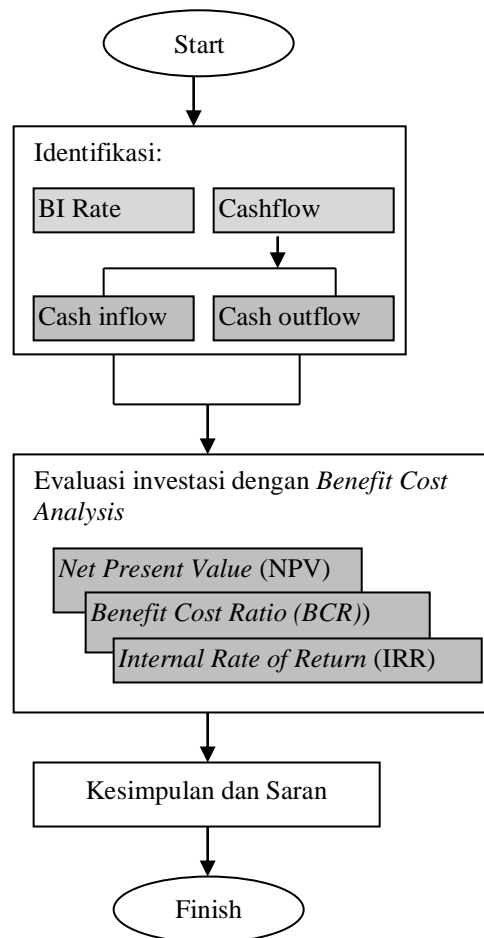 Start
Identifikasi:
BI Rate
Cashflow
Cash inflow
Cash outflow
Evaluasi investasi dengan Benefit Cost
Analysis
Net Present Value (NPV)
Benefit Cost Ratio (BCR))
Internal Rate of Return (IRR)
Kesimpulan dan Saran
Finish